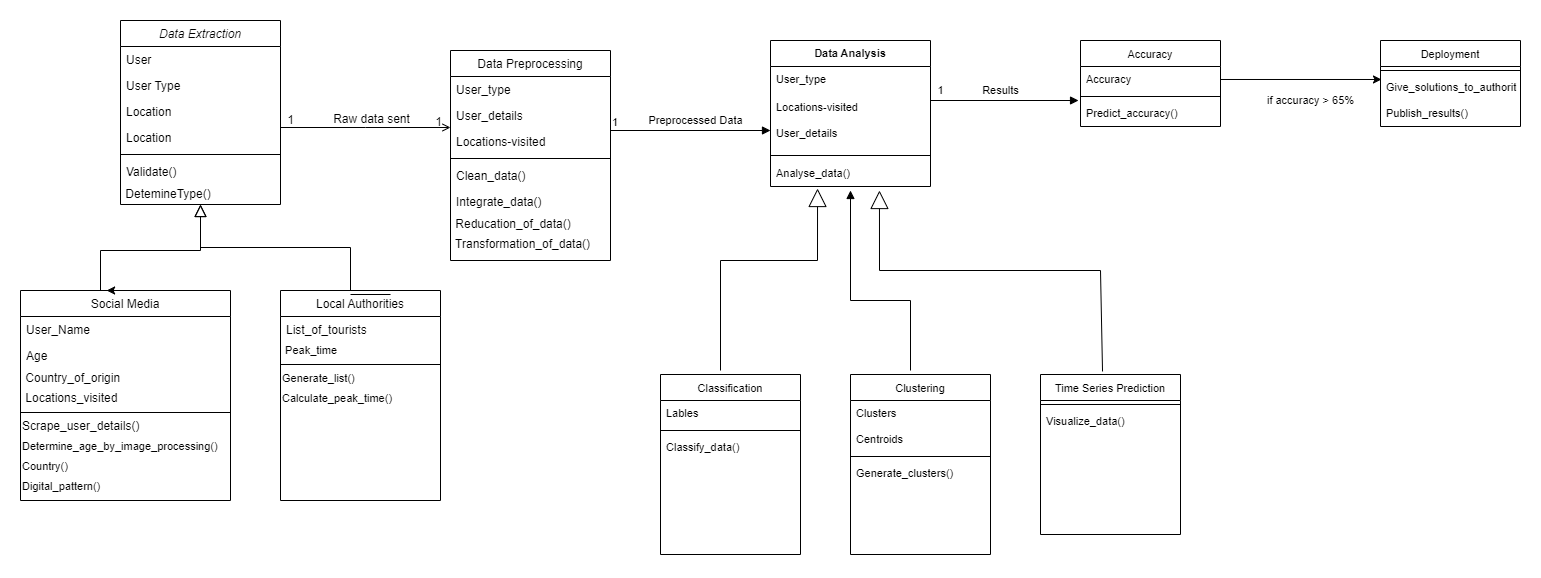 Data Extraction
User
User Type
Location
Location
Validate()
DetemineType()
1
Raw data sent
1
Data Preprocessing
User_type
User_details
Locations-visited
Clean_data()
Integrate_data()
Reducation_of_data()
Transformation_of_data()
1
Preprocessed Data
Data Analysis
User_type
Locations-visited
User_details
Analyse_data()
1
Results
Accuracy
Accuracy
Predict_accuracy()
if accuracy > 65%
Deployment
Give_solutions_to_authorit
Publish_results()
Social Media
User_Name
Age
Country_of_origin
Locations_visited
Scrape_user_details()
Determine_age_by_image_processing()
Country()
Digital_pattern()
Local Authorities
List_of_tourists
Peak_time
Generate_list()
Calculate_peak_time()
Classification
Lables
Classify_data()
Clustering
Clusters
Centroids
Generate_clusters()
Time Series Prediction
Visualize_data()